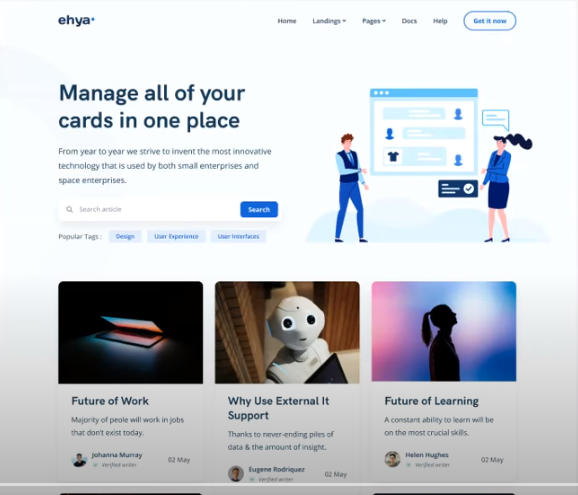 ehya
Home Landings Pages Docs Help Get it now
Manage all of your
cards in one place
From year to year we strive to invent the most innovative
technology that is used by both small enterprises and
space enterprises.
Search article Search
Popular Tags : Design User Experience User Interfaces
Future of Work
Majority of peole will work in jobs
that don't exist today.
Johanna Murray
Verified writer
02 May
Why Use External It
Support
Thanks to never-ending piles of
data & the amount of insight.
Eugene Rodriquez
Verified writer
02 May
Future of Learning
A constant ability to learn will be
on the most crucial skills.
Helen Hughes
Verified writer
02 May